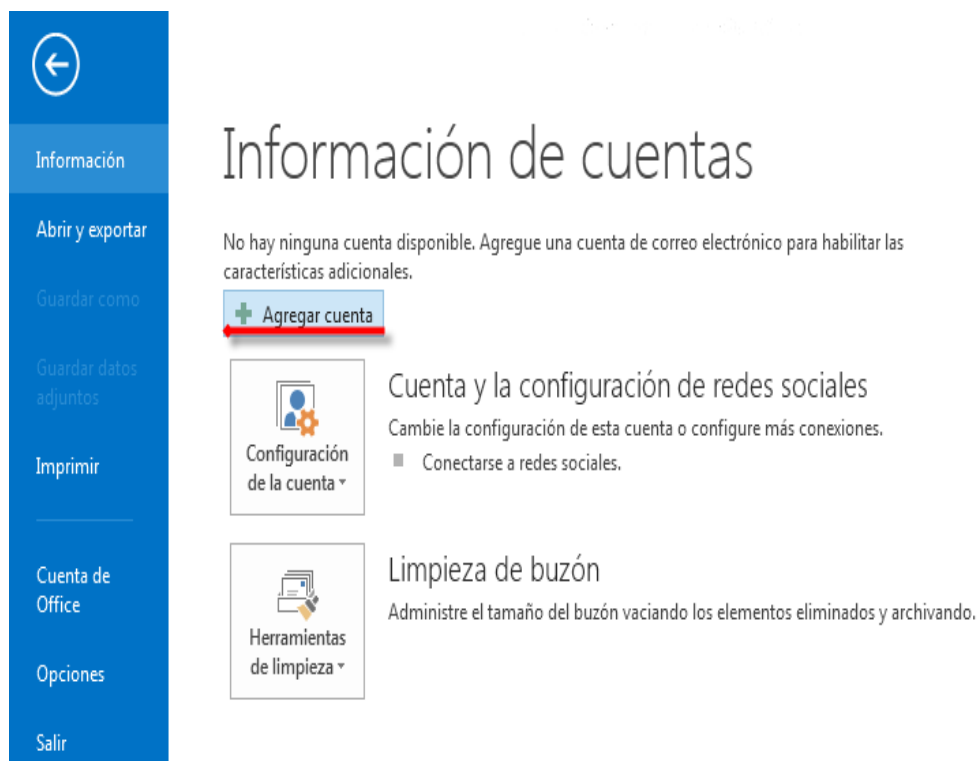 Información
Abrir y exportar
Guardar como
Guardar datos
adjuntos
Imprimir
Cuenta de
Office
Opciones
Salir
Información de cuentas
No hay ninguna cuenta disponible. Agregue una cuenta de correo electrónico para habilitar las
características adicionales.
Agregar cuenta
Configuración
de la cuenta
Cuenta y la configuración de redes sociales
Cambie la configuración de esta cuenta o configure más conexiones.
Conectarse a redes sociales.
Herramientas
de limpieza
Limpieza de buzón
Administre el tamaño del buzón vaciando los elementos eliminados y archivando.